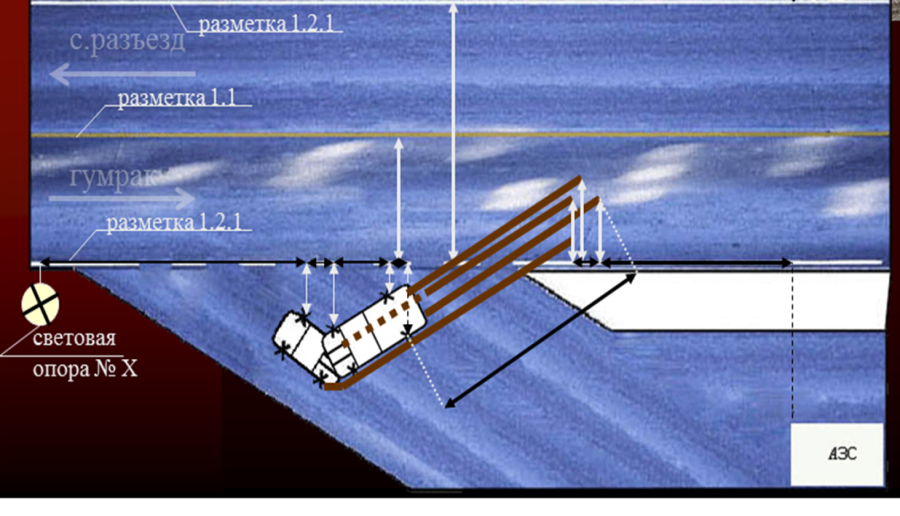 разметка 1.2.1
с.разъезд
разметка 1.1
гумрак
разметка 1.2.1
световая
опора № X
АЗС